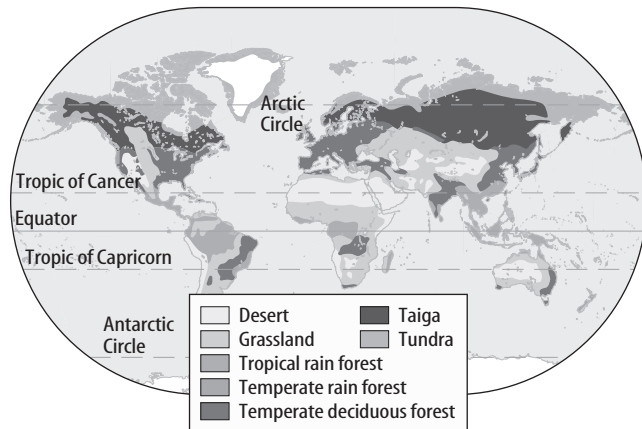 Arctic
Circle
Tropic of Cancer
Equator
Tropic of Capricorn
Antarctic
Circle
Desert
Grassland
Tropical rain forest
Temperate rain forest
Temperate deciduous forest
Taiga
Tundra